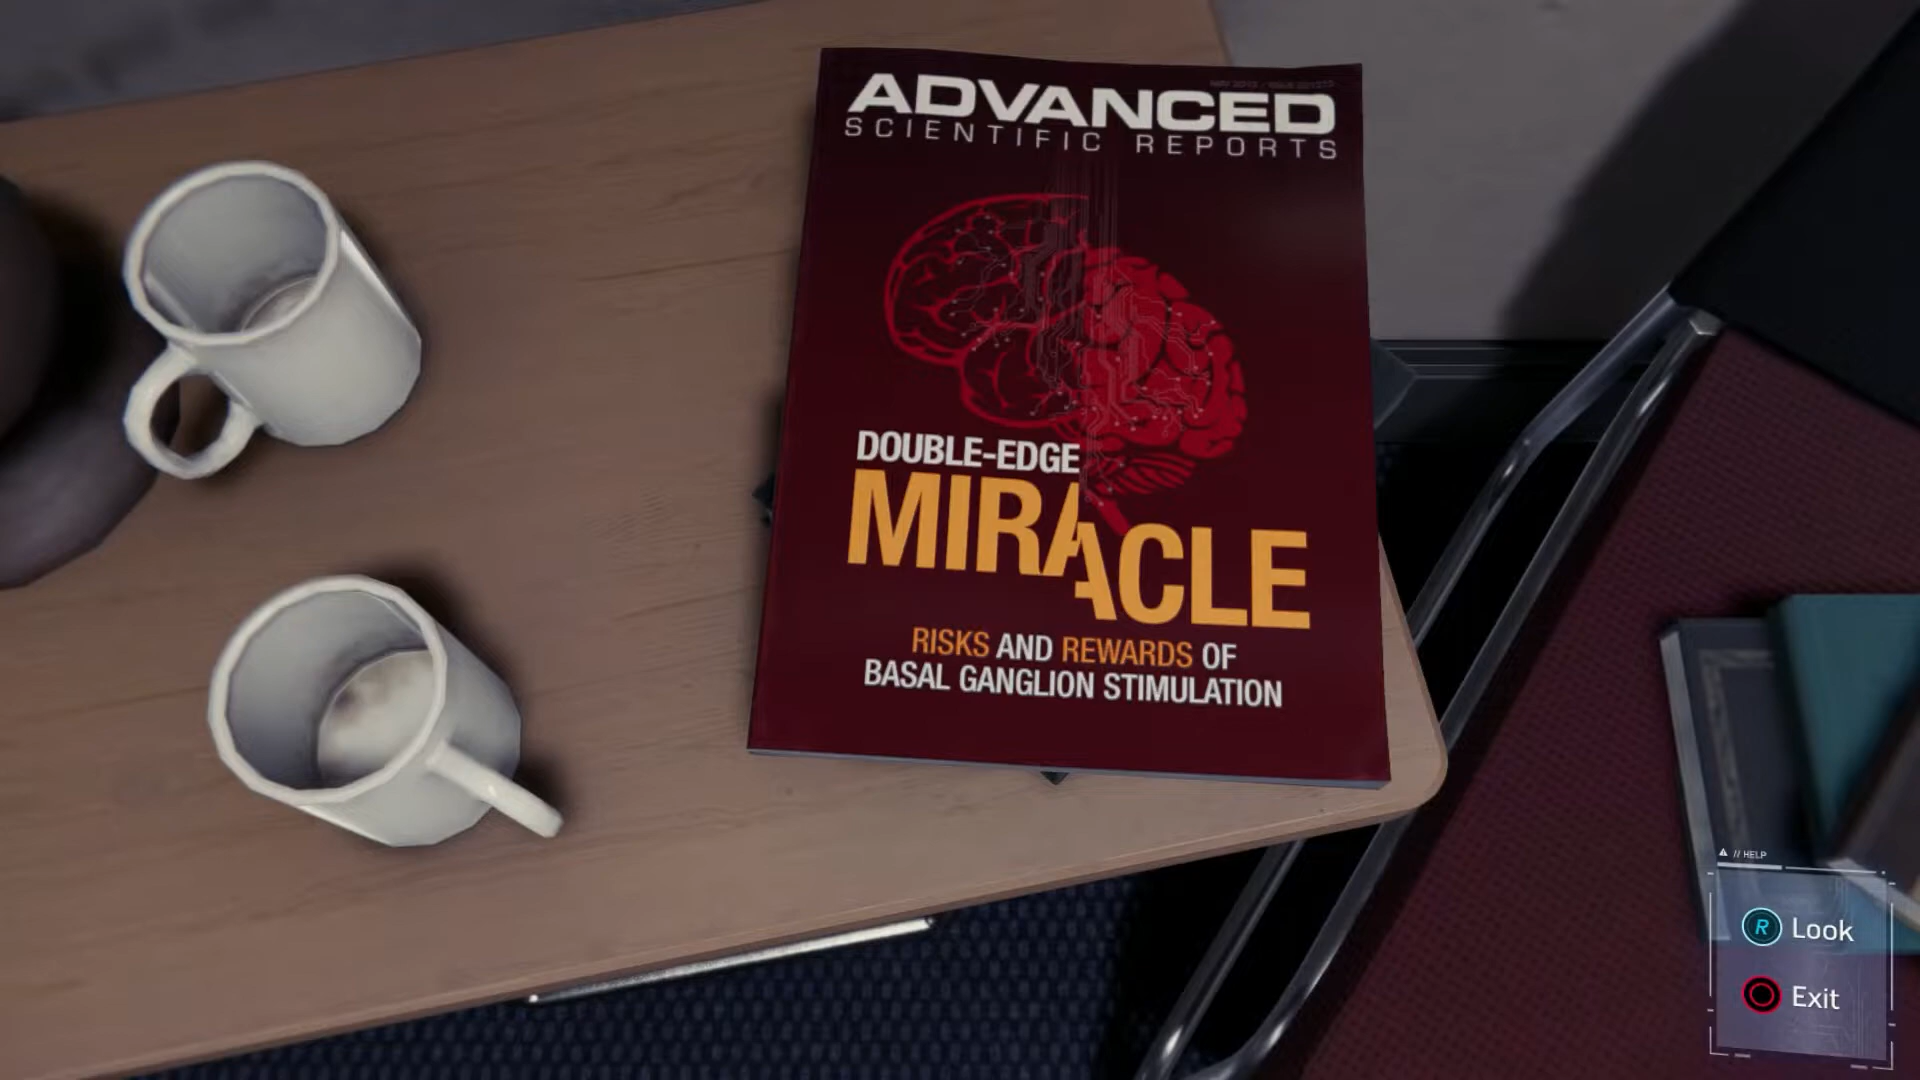 ADVANCED
SCIENTIFIC REPORTS
DOUBLE-EDGE
MIRACLE
RISKS AND REWARDS OF
BASAL GANGLION STIMULATION
// HELP
R Look
Exit